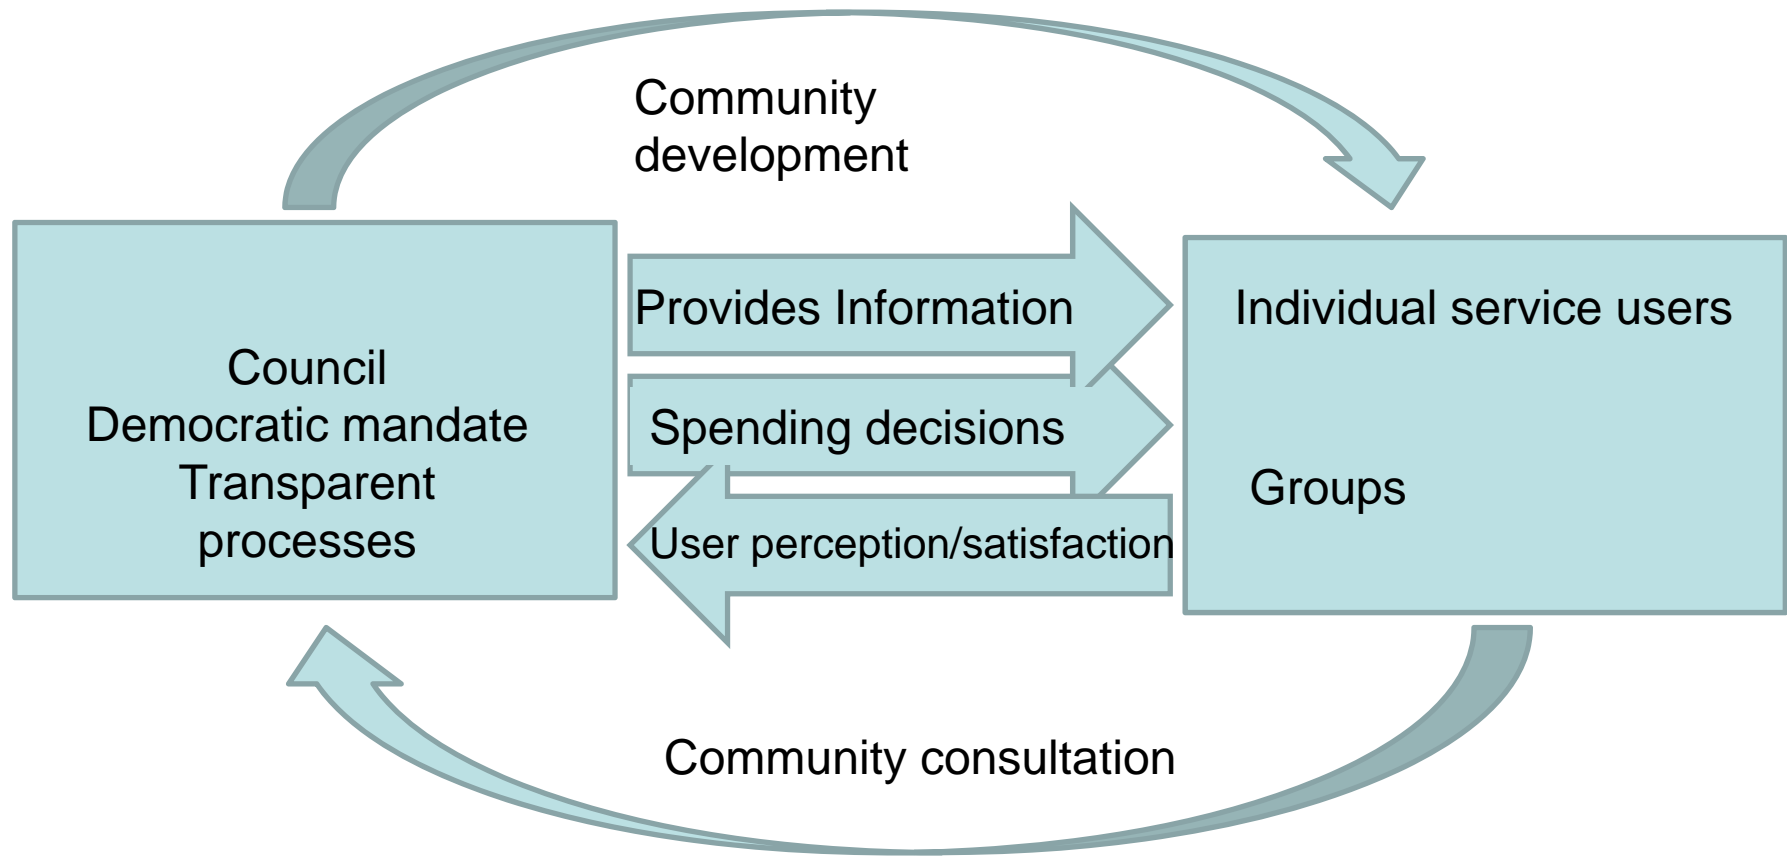 Community
development
Provides Information
Individual service users
Council
Democratic mandate
Spending decisions
Transparent
Groups
processes
User perception/satisfaction
Community consultation